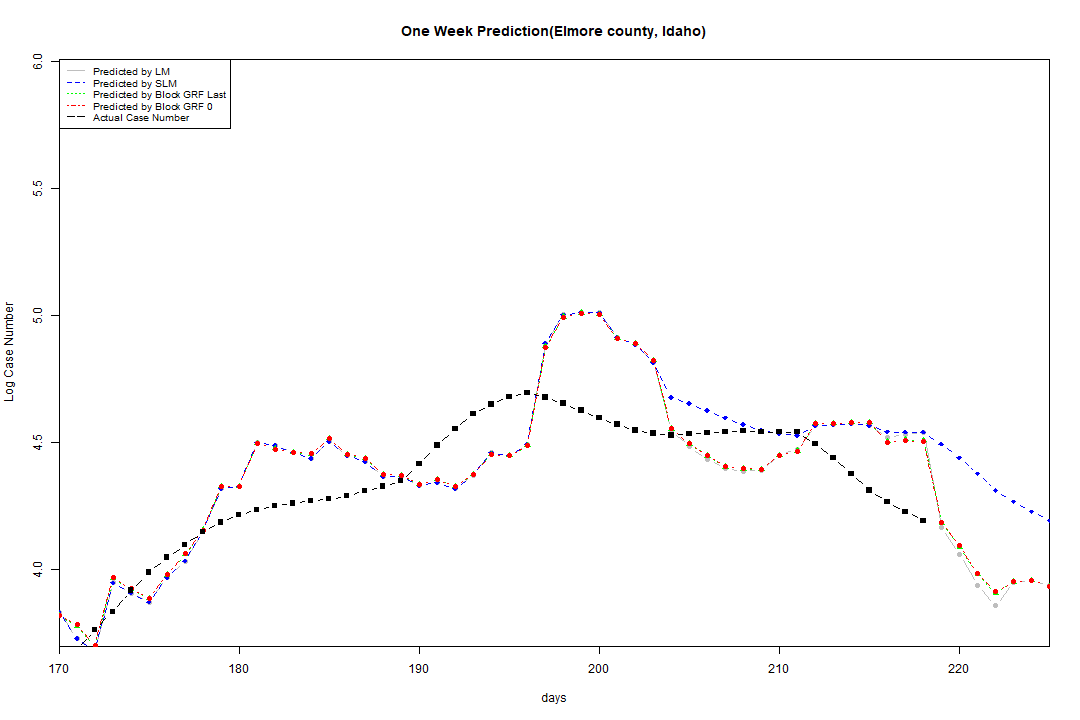 One Week Prediction(Elmore county, Idaho)
Predicted by LM
Predicted by SLM
Predicted by Block GRF Last
Predicted by Block GRF 0
Actual Case Number
6.0
5.5
5.0
4.5
4.0
Log Case Number
170 180 190 200 210 220
days